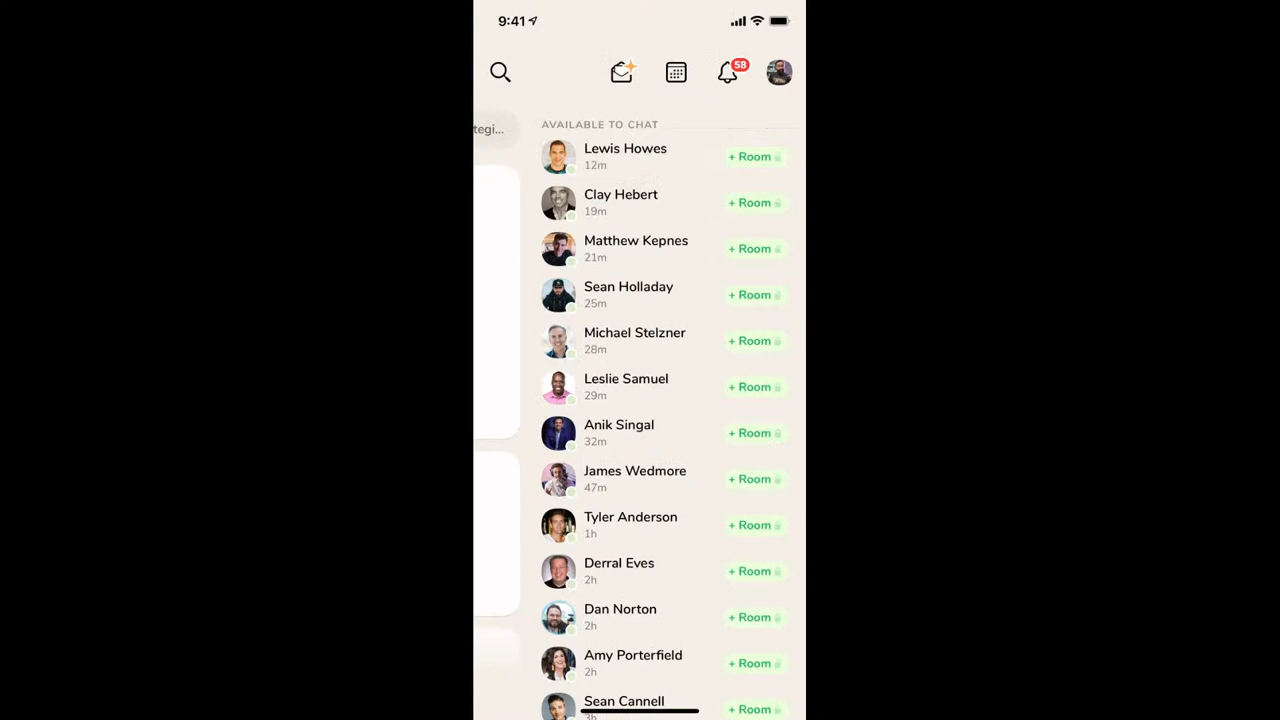 9:41
58
tegi...
AVAILABLE TO CHAT
Lewis Howes
12m
+ Room
Clay Hebert
19m
+ Room
Matthew Kepnes
21m
+ Room
Sean Holladay
25m
+ Room
Michael Stelzner
28m
+ Room
Leslie Samuel
29m
+ Room
Anik Singal
32m
+ Room
James Wedmore
47m
+ Room
Tyler Anderson
1h
+ Room
Derral Eves
2h
+ Room
Dan Norton
2h
+ Room
Amy Porterfield
2h
+ Room
Sean Cannell
3h
+ Room